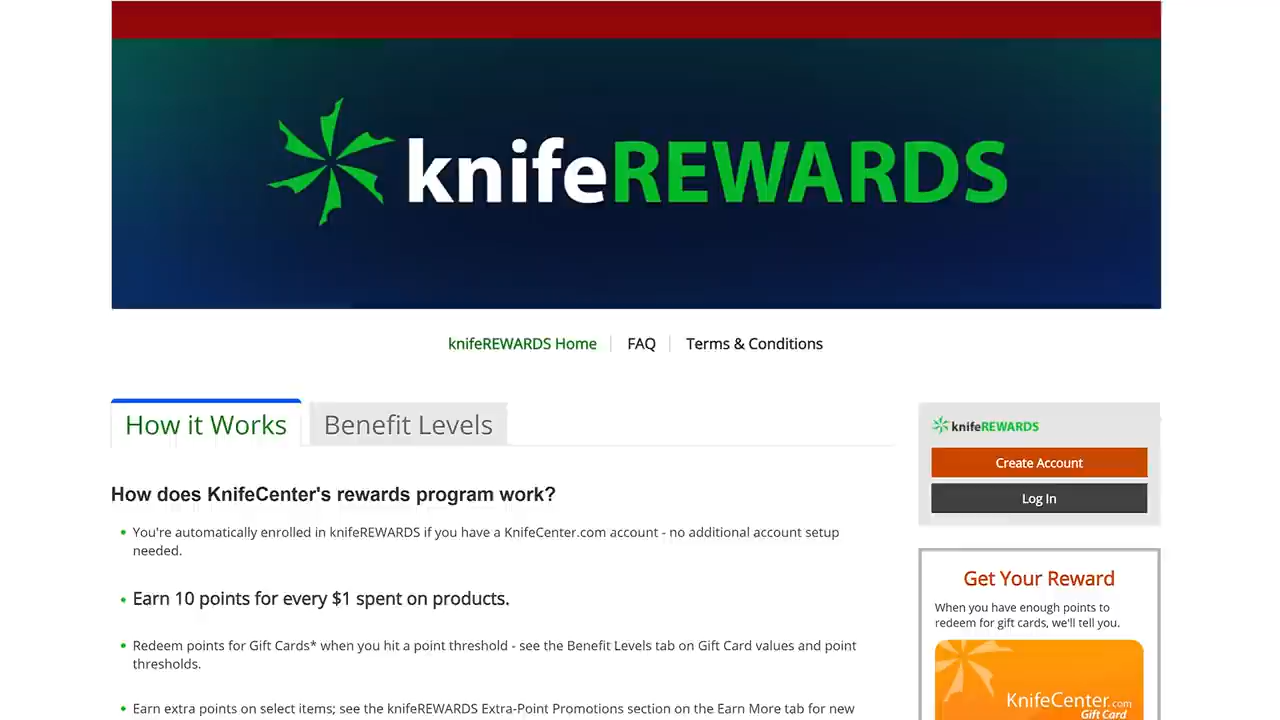 knifeREWARDS
knifeREWARDS Home
FAQ
Terms & Conditions
How it Works
Benefit Levels
How does KnifeCenter's rewards program work?
You're automatically enrolled in knifeREWARDS if you have a KnifeCenter.com account - no additional account setup
needed.
Earn 10 points for every $1 spent on products.
Redeem points for Gift Cards* when you hit a point threshold - see the Benefit Levels tab on Gift Card values and point
thresholds.
Earn extra points on select items; see the knifeREWARDS Extra-Point Promotions section on the Earn More tab for new
knifeREWARDS
Create Account
Log In
Get Your Reward
When you have enough points to
redeem for gift cards, we'll tell you.
KnifeCenter.com
Gift Card